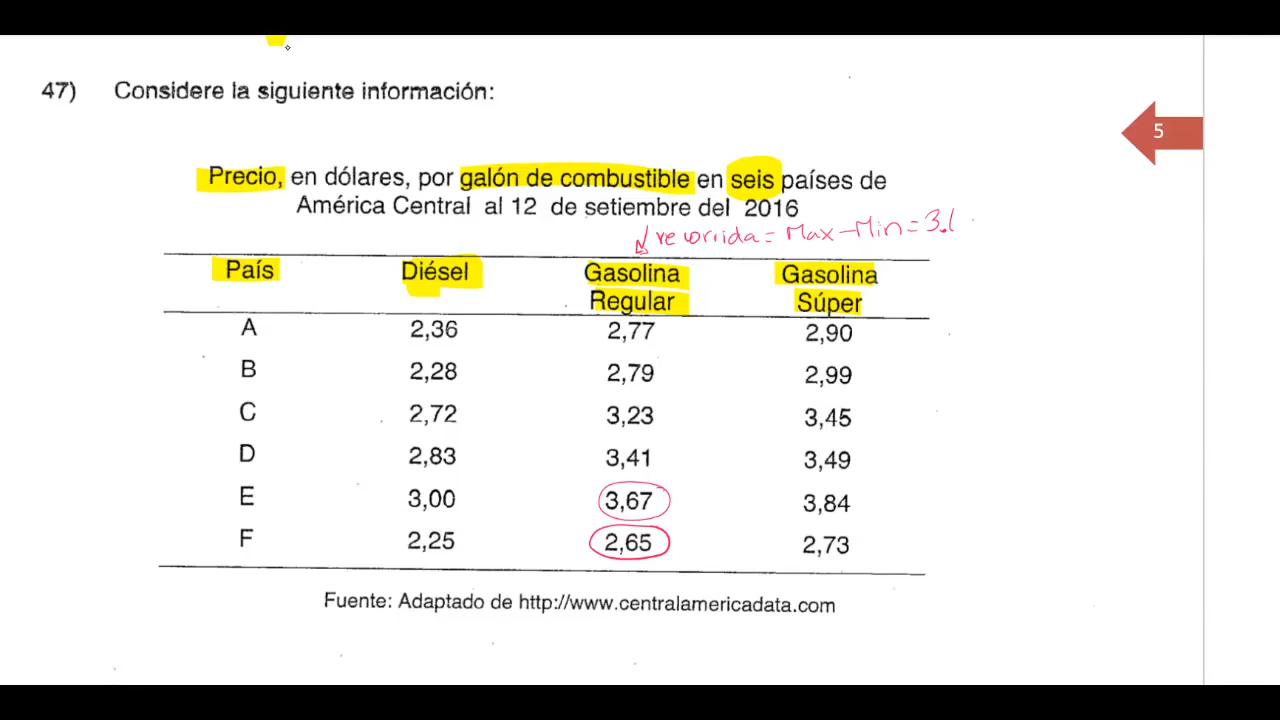 47) Considere la siguiente información:
5
Precio, en dólares, por galón de combustible en seis países de
América Central al 12 de setiembre del 2016
recorrida = Max - Min = 3.6
País Diésel Gasolina Regular Gasolina Súper
A 2,36 2,77 2,90
B 2,28 2,79 2,99
C 2,72 3,23 3,45
D 2,83 3,41 3,49
E 3,00 3,67 3,84
F 2,25 2,65 2,73
Fuente: Adaptado de http://www.centralamericadata.com